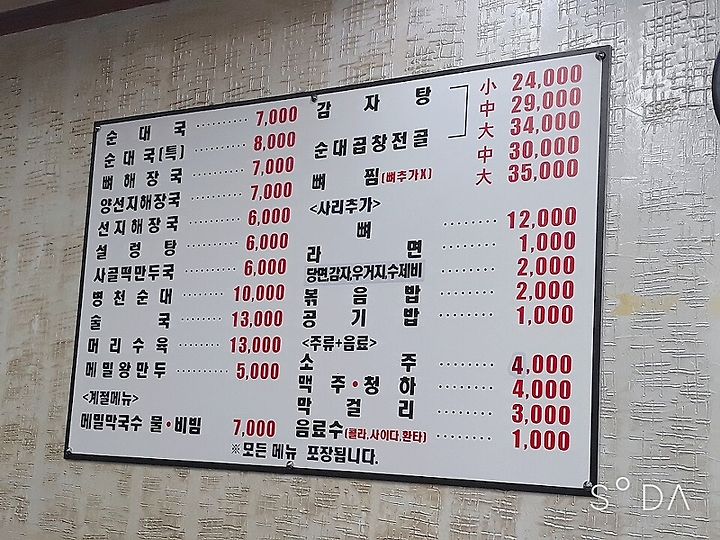 순대국 ········· 7,000
순대국(특) ········· 8,000
뼈해장국 ········· 7,000
양선지해장국 ········ 7,000
선지해장국 ········ 6,000
설렁탕 ········ 6,000
사골떡만두국 ········ 6,000
병천순대 ········ 10,000
술국 ········ 13,000
머리수육 ········ 13,000
메밀왕만두 ········ 5,000
<계절메뉴>
메밀막국수 물·비빔 7,000
감자탕 小 24,000
中 29,000
순대곱창전골 大 34,000
中 30,000
뼈찜(뼈추가X) 大 35,000
<사리추가>
뼈 ········ 12,000
라면 ········ 1,000
당면,감자,우거지,수제비 ········ 2,000
볶음밥 ········ 2,000
공기밥 ········ 1,000
<주류+음료>
소주 ········ 4,000
맥주·청하 ········ 4,000
막걸리 ········ 3,000
음료수(콜라,사이다,환타) ········ 1,000
※모든 메뉴 포장됩니다.
SODA